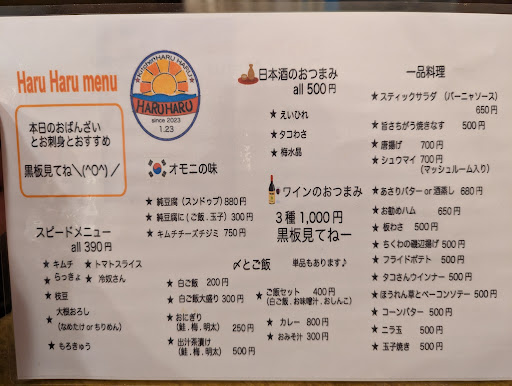 Haru Haru menu
本日のおばんざい
とお刺身とおすすめ
黒板見てね＼(^O^)／
スピードメニュー
all 390円
★ キムチ ★ トマトスライス
★ らっきょ ★ 冷奴さん
★ 枝豆
★ 大根おろし
(なめたけ or ちりめん)
★ もろきゅう
HARUHARU
since 2023
1.23
オモニの味
★ 純豆腐 (スンドゥブ) 880円
★ 純豆腐に (ご飯、玉子) 300円
★ キムチチーズチジミ 750円
日本酒のおつまみ
all 500円
★ えいひれ
★ タコわさ
★ 梅水晶
ワインのおつまみ
3種 1,000円
黒板見てねー
〆とご飯 単品もあります♪
★ 白ご飯 200円
★ 白ご飯大盛り 300円
★ おにぎり
(鮭 , 梅 , 明太) 250円
★ 出汁茶漬け
(鮭 , 梅 , 明太) 500円
★ ご飯セット 400円
(白ご飯 , お味噌汁 , おしんこ)
★ カレー 800円
★ おみそ汁 300円
一品料理
★ スティックサラダ (バーニャソース)
650円
★ 旨さちがう焼きなす 500円
★ 唐揚げ 700円
★ シュウマイ 700円
(マッシュルーム入り)
★ あさりバター or 酒蒸し 680円
★ お勧めハム 650円
★ 板わさ 500円
★ ちくわの磯辺揚げ 500円
★ フライドポテト 500円
★ タコさんウインナー 500円
★ ほうれん草とベーコンソテー 500円
★ コーンバター 500円
★ ニラ玉 500円
★ 玉子焼き 500円